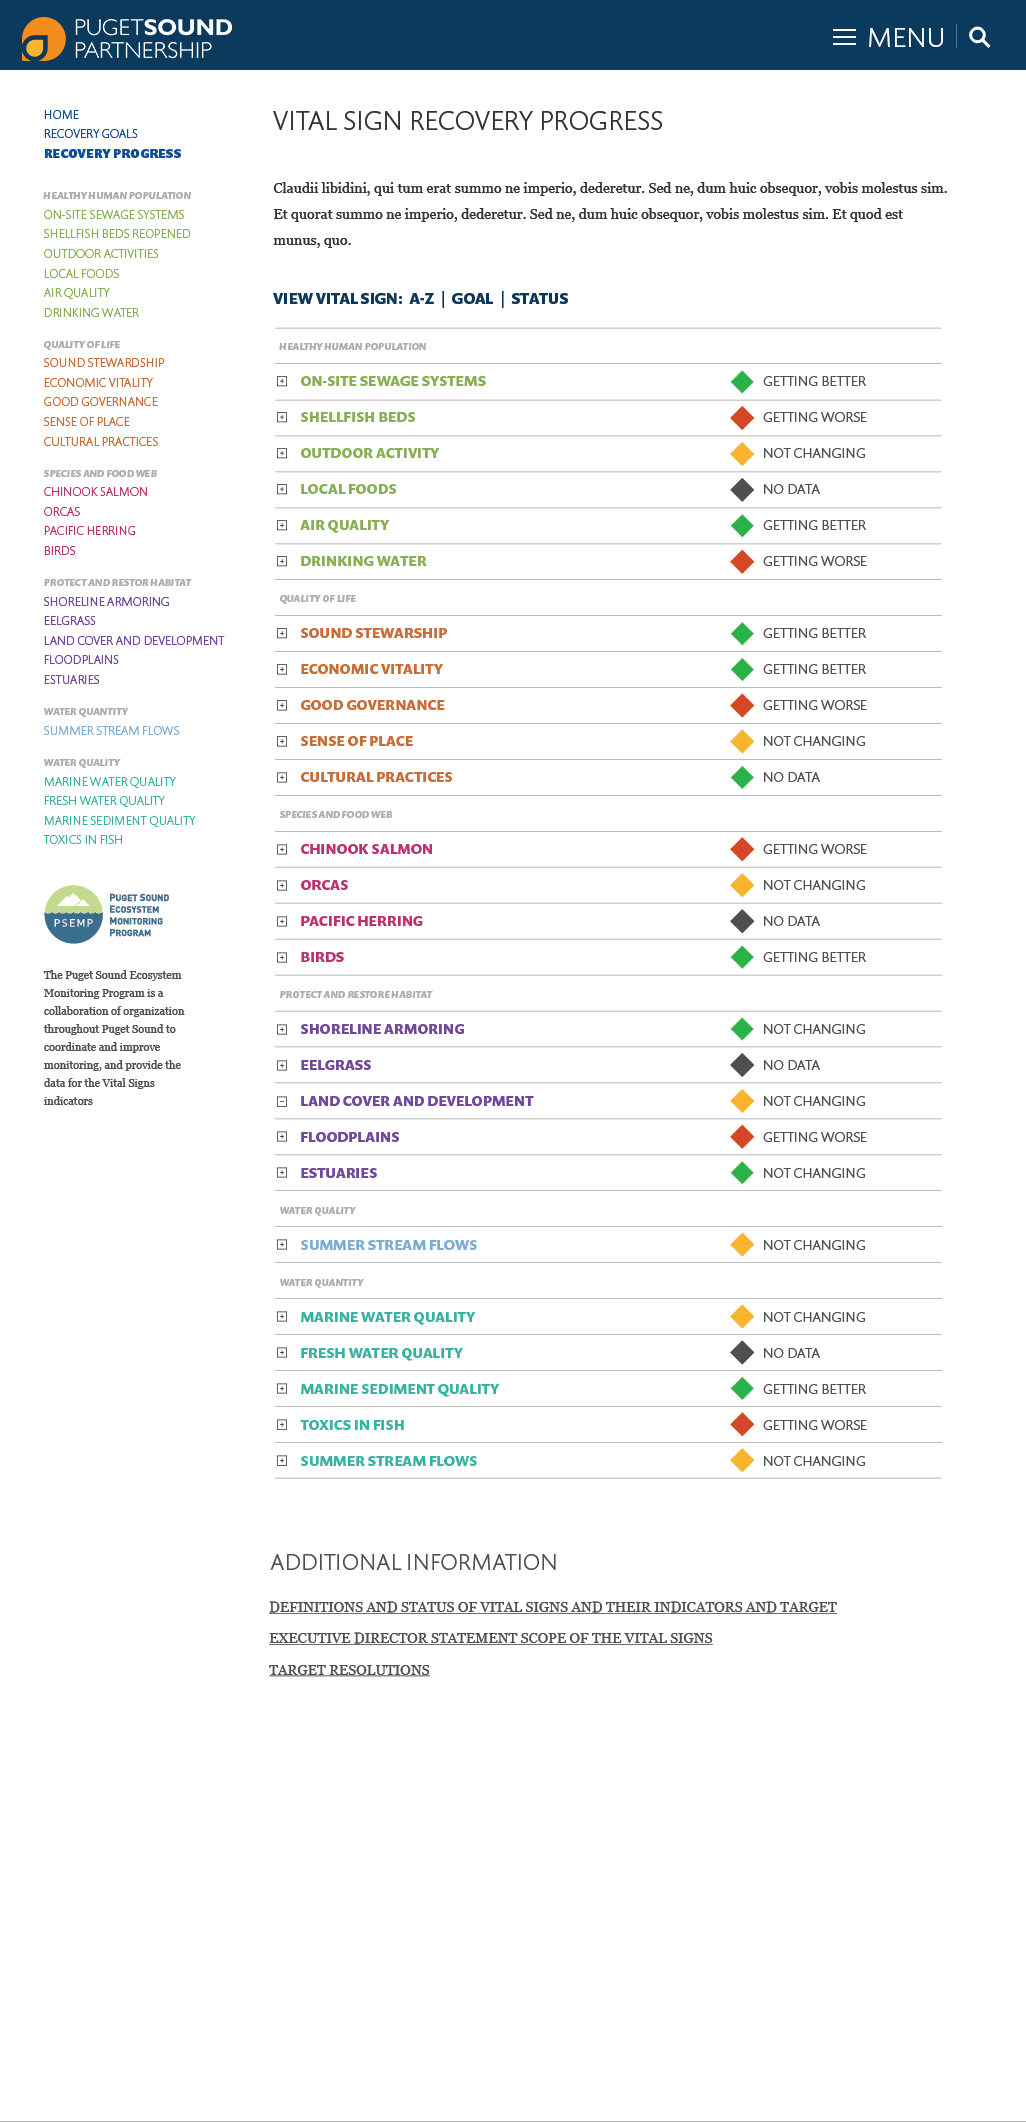 PUGETSOUND
PARTNERSHIP
MENU
HOME
RECOVERY GOALS
RECOVERY PROGRESS
HEALTHY HUMAN POPULATION
ON-SITE SEWAGE SYSTEMS
SHELLFISH BEDS REOPENED
OUTDOOR ACTIVITIES
LOCAL FOODS
AIR QUALITY
DRINKING WATER
QUALITY OF LIFE
SOUND STEWARDSHIP
ECONOMIC VITALITY
GOOD GOVERNANCE
SENSE OF PLACE
CULTURAL PRACTICES
SPECIES AND FOOD WEB
CHINOOK SALMON
ORCAS
PACIFIC HERRING
BIRDS
PROTECT AND RESTOR HABITAT
SHORELINE ARMORING
EELGRASS
LAND COVER AND DEVELOPMENT
FLOODPLAINS
ESTUARIES
WATER QUANTITY
SUMMER STREAM FLOWS
WATER QUALITY
MARINE WATER QUALITY
FRESH WATER QUALITY
MARINE SEDIMENT QUALITY
TOXICS IN FISH
PSEMP
PUGET SOUND
ECOSYSTEM
MONITORING
PROGRAM
The Puget Sound Ecosystem
Monitoring Program is a
collaboration of organization
throughout Puget Sound to
coordinate and improve
monitoring, and provide the
data for the Vital Signs
indicators
VITAL SIGN RECOVERY PROGRESS
Claudii libidini, qui tum erat summo ne imperio, dederetur. Sed ne, dum huic obsequor, vobis molestus sim.
Et quorat summo ne imperio, dederetur. Sed ne, dum huic obsequor, vobis molestus sim. Et quod est
munus, quo.
VIEW VITAL SIGN: A-Z | GOAL | STATUS
HEALTHY HUMAN POPULATION
ON-SITE SEWAGE SYSTEMS GETTING BETTER
SHELLFISH BEDS GETTING WORSE
OUTDOOR ACTIVITY NOT CHANGING
LOCAL FOODS NO DATA
AIR QUALITY GETTING BETTER
DRINKING WATER GETTING WORSE
QUALITY OF LIFE
SOUND STEWARSHIP GETTING BETTER
ECONOMIC VITALITY GETTING BETTER
GOOD GOVERNANCE GETTING WORSE
SENSE OF PLACE NOT CHANGING
CULTURAL PRACTICES NO DATA
SPECIES AND FOOD WEB
CHINOOK SALMON GETTING WORSE
ORCAS NOT CHANGING
PACIFIC HERRING NO DATA
BIRDS GETTING BETTER
PROTECT AND RESTORE HABITAT
SHORELINE ARMORING NOT CHANGING
EELGRASS NO DATA
LAND COVER AND DEVELOPMENT NOT CHANGING
FLOODPLAINS GETTING WORSE
ESTUARIES NOT CHANGING
WATER QUALITY
SUMMER STREAM FLOWS NOT CHANGING
WATER QUANTITY
MARINE WATER QUALITY NOT CHANGING
FRESH WATER QUALITY NO DATA
MARINE SEDIMENT QUALITY GETTING BETTER
TOXICS IN FISH GETTING WORSE
SUMMER STREAM FLOWS NOT CHANGING
ADDITIONAL INFORMATION
DEFINITIONS AND STATUS OF VITAL SIGNS AND THEIR INDICATORS AND TARGET
EXECUTIVE DIRECTOR STATEMENT SCOPE OF THE VITAL SIGNS
TARGET RESOLUTIONS